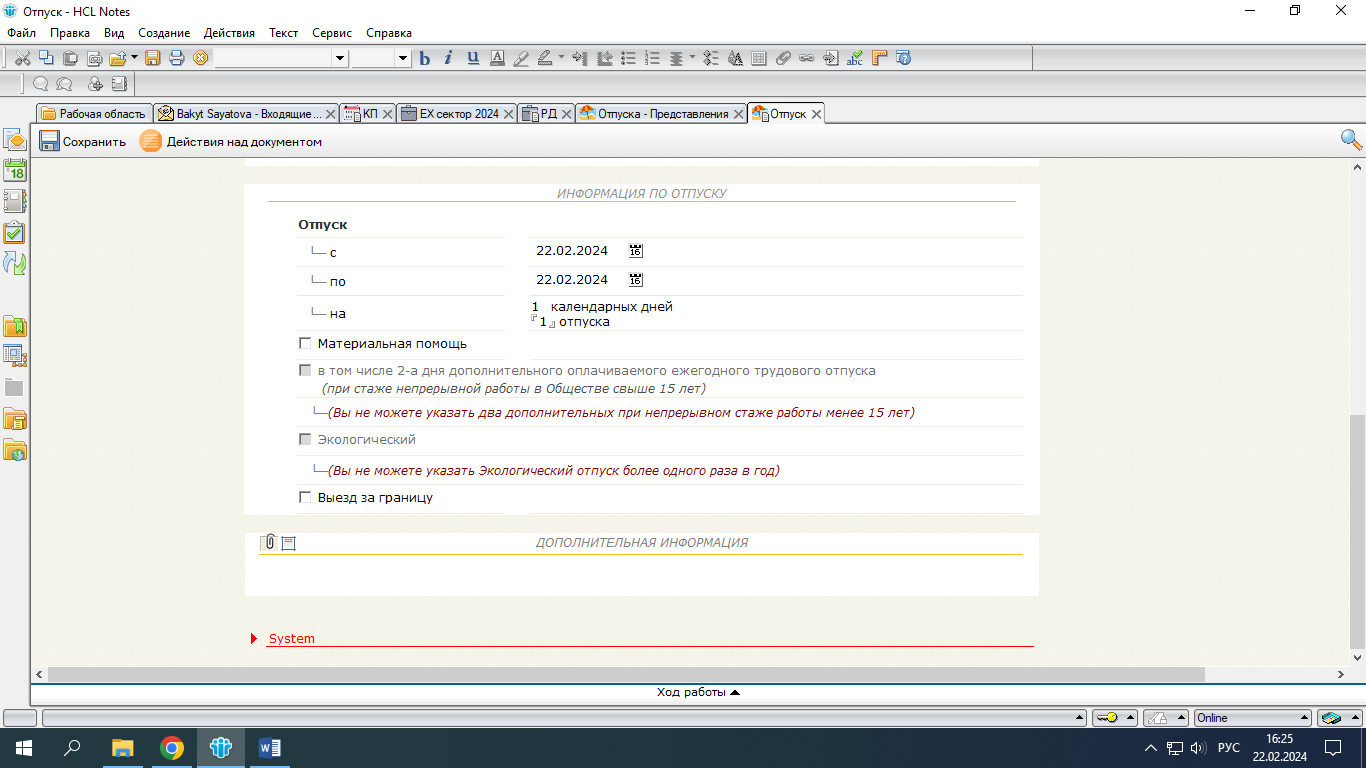 Отпуск - HCL Notes
Файл Правка Вид Создание Действия Текст Сервис Справка
Рабочая область Bakyt Sayatova - Входящие ... КП EX сектор 2024 РД Отпуска - Представления Отпуск
Сохранить Действия над документом
ИНФОРМАЦИЯ ПО ОТПУСКУ
Отпуск
с 22.02.2024 16
по 22.02.2024 16
1 календарных дней
на
1 отпуска
Материальная помощь
в том числе 2-а дня дополнительного оплачиваемого ежегодного трудового отпуска
(при стаже непрерывной работы в Обществе свыше 15 лет)
(Вы не можете указать два дополнительных при непрерывном стаже работы менее 15 лет)
Экологический
(Вы не можете указать Экологический отпуск более одного раза в год)
Выезд за границу
ДОПОЛНИТЕЛЬНАЯ ИНФОРМАЦИЯ
System
Ход работы
Online
РУС 16:25
22.02.2024